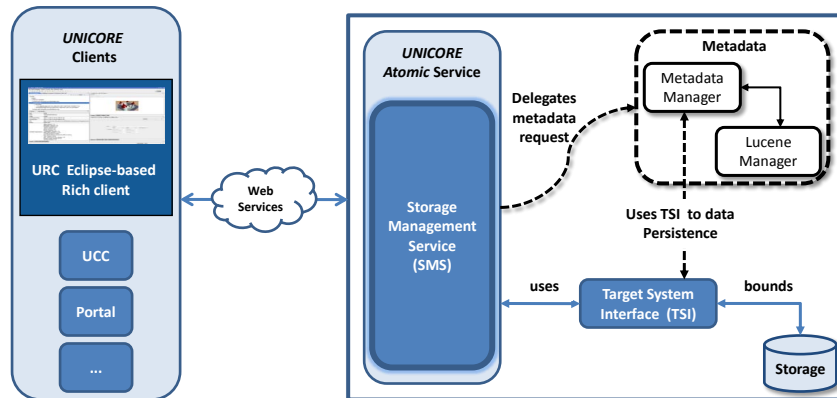 UNICORE
Clients
URC Eclipse-based
Rich client
UCC
Portal
...
Web
Services
UNICORE
Atomic Service
Storage
Management
Service
(SMS)
Delegates
metadata
request
Metadata
Metadata
Manager
Lucene
Manager
Uses TSI to data
Persistence
uses
Target System
Interface (TSI)
bounds
Storage